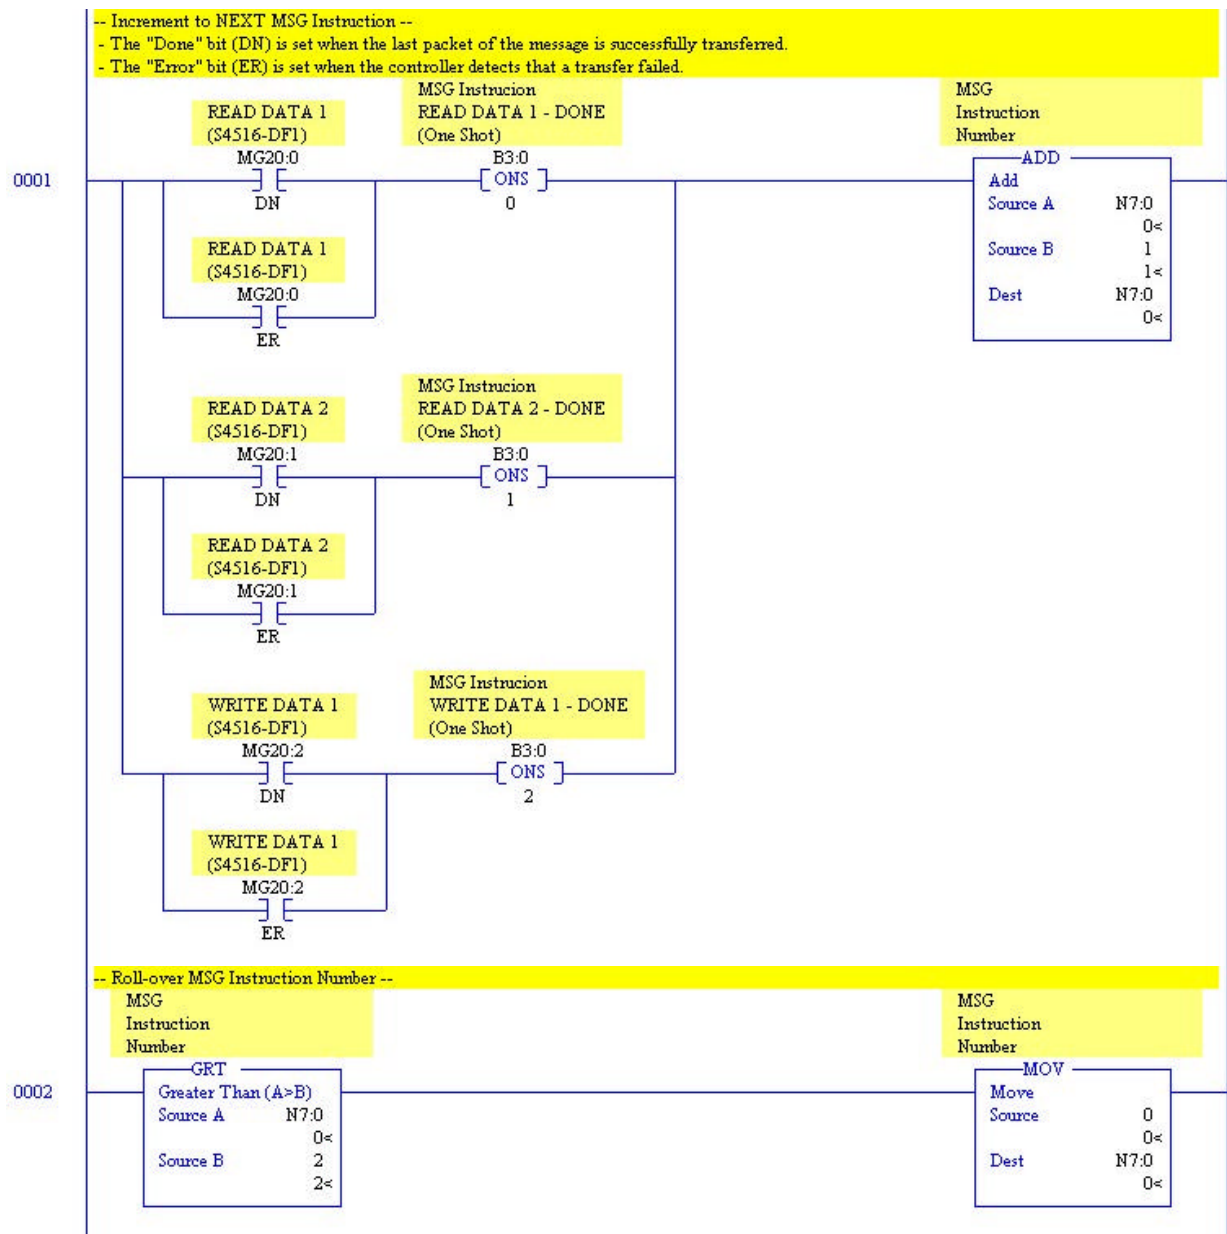 -- Increment to NEXT MSG Instruction --
- The "Done" bit (DN) is set when the last packet of the message is successfully transferred.
- The "Error" bit (ER) is set when the controller detects that a transfer failed.
READ DATA 1
(S4516-DF1)
MG20:0
DN
MSG Instrucion
READ DATA 1 - DONE
(One Shot)
B3:0
ONS
0
MSG
Instruction
Number
ADD
Add
Source A N7:0
0<
Source B 1
1<
Dest N7:0
0<
0001
READ DATA 1
(S4516-DF1)
MG20:0
ER
READ DATA 2
(S4516-DF1)
MG20:1
DN
MSG Instrucion
READ DATA 2 - DONE
(One Shot)
B3:0
ONS
1
READ DATA 2
(S4516-DF1)
MG20:1
ER
WRITE DATA 1
(S4516-DF1)
MG20:2
DN
MSG Instrucion
WRITE DATA 1 - DONE
(One Shot)
B3:0
ONS
2
WRITE DATA 1
(S4516-DF1)
MG20:2
ER
-- Roll-over MSG Instruction Number --
MSG
Instruction
Number
GRT
Greater Than (A>B)
Source A N7:0
0<
Source B 2
2<
0002
MSG
Instruction
Number
MOV
Move
Source 0
0<
Dest N7:0
0<